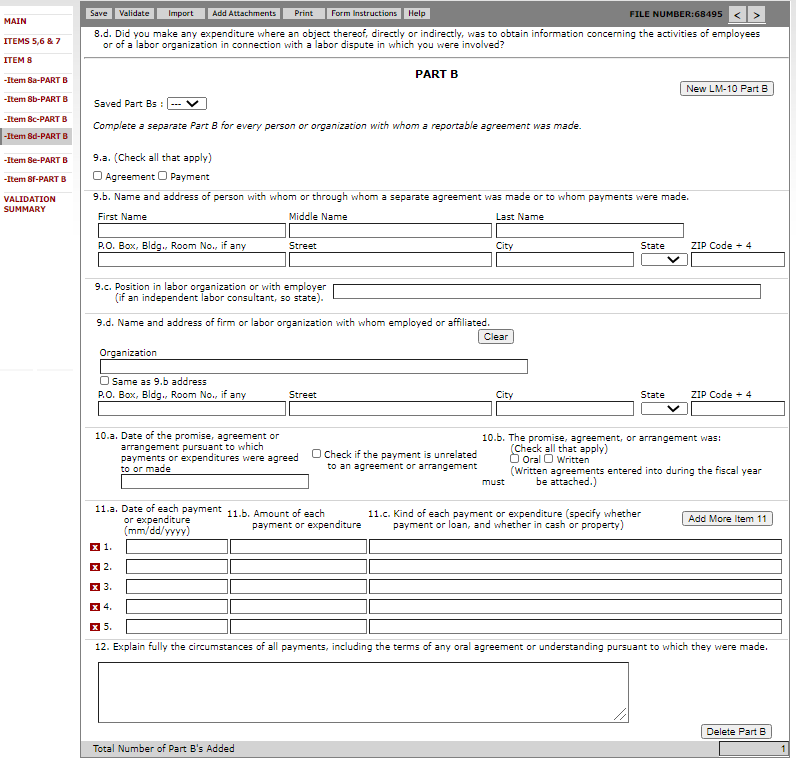 Save Validate Import Add Attachments Print Form Instructions Help FILE NUMBER:68495 < >
MAIN
ITEMS 5,6 & 7
ITEM 8
-Item 8a-PART B
-Item 8b-PART B
-Item 8c-PART B
-Item 8d-PART B
-Item 8e-PART B
-Item 8f-PART B
VALIDATION
SUMMARY
8.d. Did you make any expenditure where an object thereof, directly or indirectly, was to obtain information concerning the activities of employees
or of a labor organization in connection with a labor dispute in which you were involved?
PART B
New LM-10 Part B
Saved Part Bs : ---
Complete a separate Part B for every person or organization with whom a reportable agreement was made.
9.a. (Check all that apply)
Agreement Payment
9.b. Name and address of person with whom or through whom a separate agreement was made or to whom payments were made.
First Name Middle Name Last Name
P.O. Box, Bldg., Room No., if any Street City State ZIP Code + 4
9.c. Position in labor organization or with employer
(if an independent labor consultant, so state).
9.d. Name and address of firm or labor organization with whom employed or affiliated.
Clear
Organization
Same as 9.b address
P.O. Box, Bldg., Room No., if any Street City State ZIP Code + 4
10.a. Date of the promise, agreement or
arrangement pursuant to which
payments or expenditures were agreed
to or made
Check if the payment is unrelated
to an agreement or arrangement
10.b. The promise, agreement, or arrangement was:
(Check all that apply)
Oral Written
(Written agreements entered into during the fiscal year
must be attached.)
11.a. Date of each payment
or expenditure
(mm/dd/yyyy)
11.b. Amount of each
payment or expenditure
11.c. Kind of each payment or expenditure (specify whether
payment or loan, and whether in cash or property)
Add More Item 11
x 1.
x 2.
x 3.
x 4.
x 5.
12. Explain fully the circumstances of all payments, including the terms of any oral agreement or understanding pursuant to which they were made.
Delete Part B
Total Number of Part B's Added 1